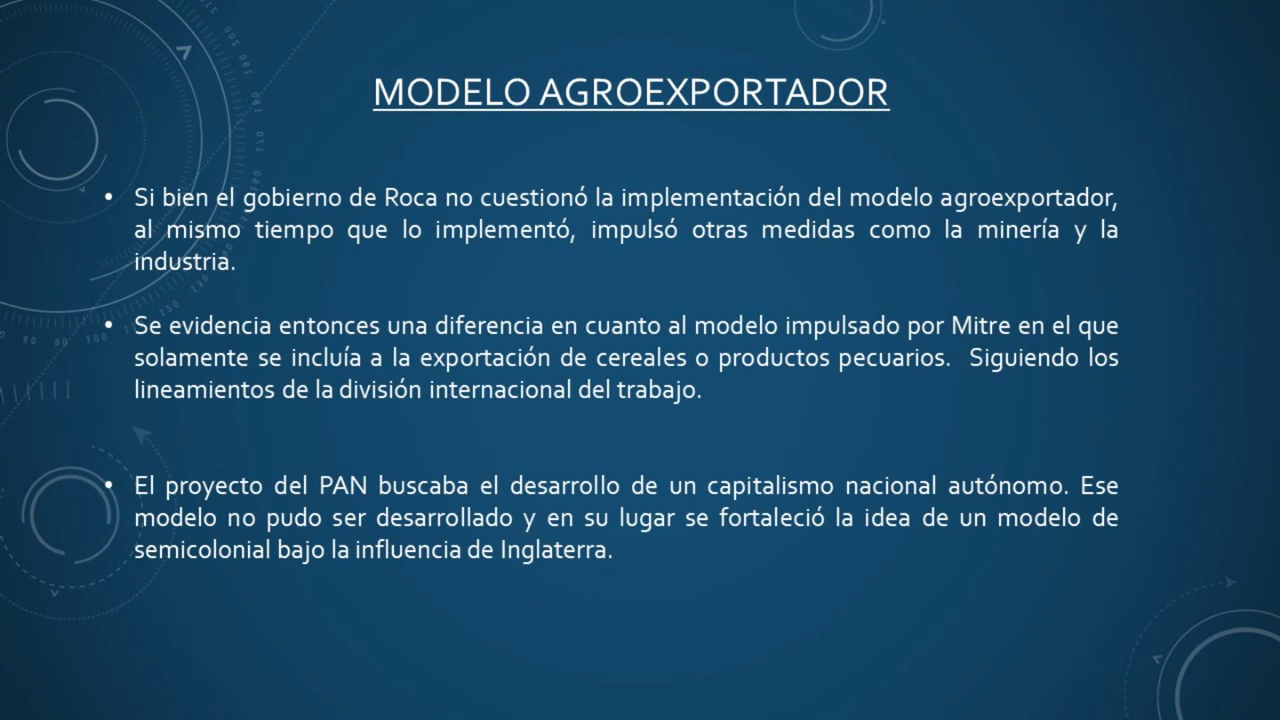 MODELO AGROEXPORTADOR
• Si bien el gobierno de Roca no cuestionó la implementación del modelo agroexportador,
al mismo tiempo que lo implementó, impulsó otras medidas como la minería y la
industria.
• Se evidencia entonces una diferencia en cuanto al modelo impulsado por Mitre en el que
solamente se incluía a la exportación de cereales o productos pecuarios. Siguiendo los
lineamientos de la división internacional del trabajo.
• El proyecto del PAN buscaba el desarrollo de un capitalismo nacional autónomo. Ese
modelo no pudo ser desarrollado y en su lugar se fortaleció la idea de un modelo de
semicolonial bajo la influencia de Inglaterra.